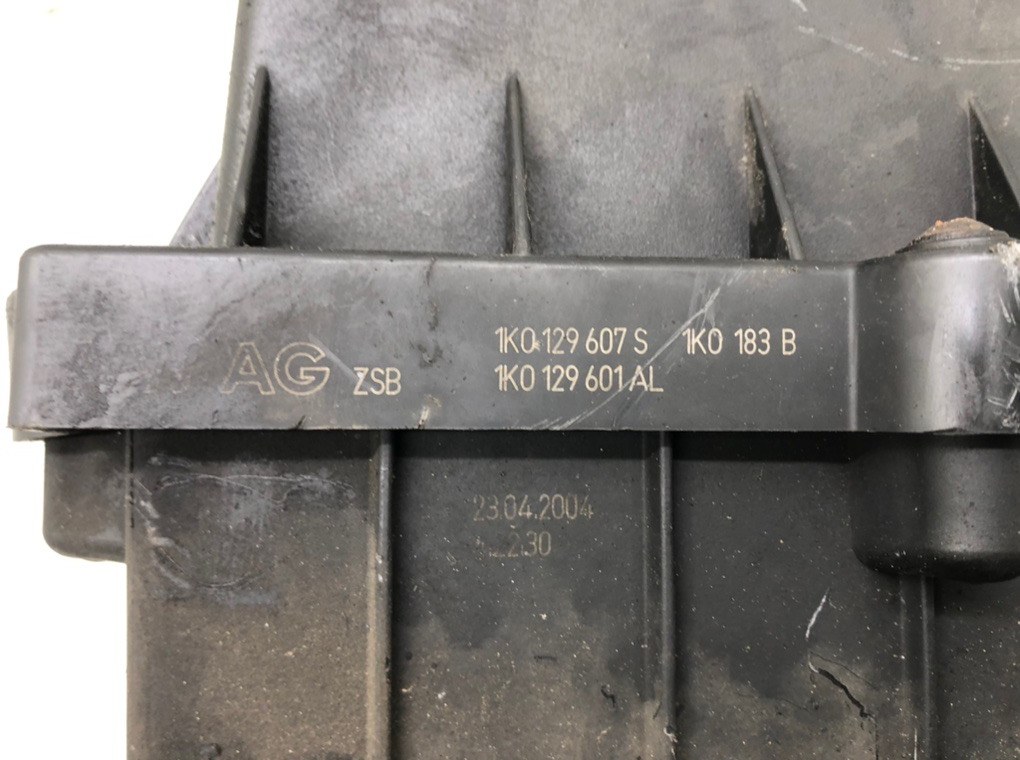 AG ZSB
1K0 129 607 S 1K0 183 B
1K0 129 601 AL
23.04.2004